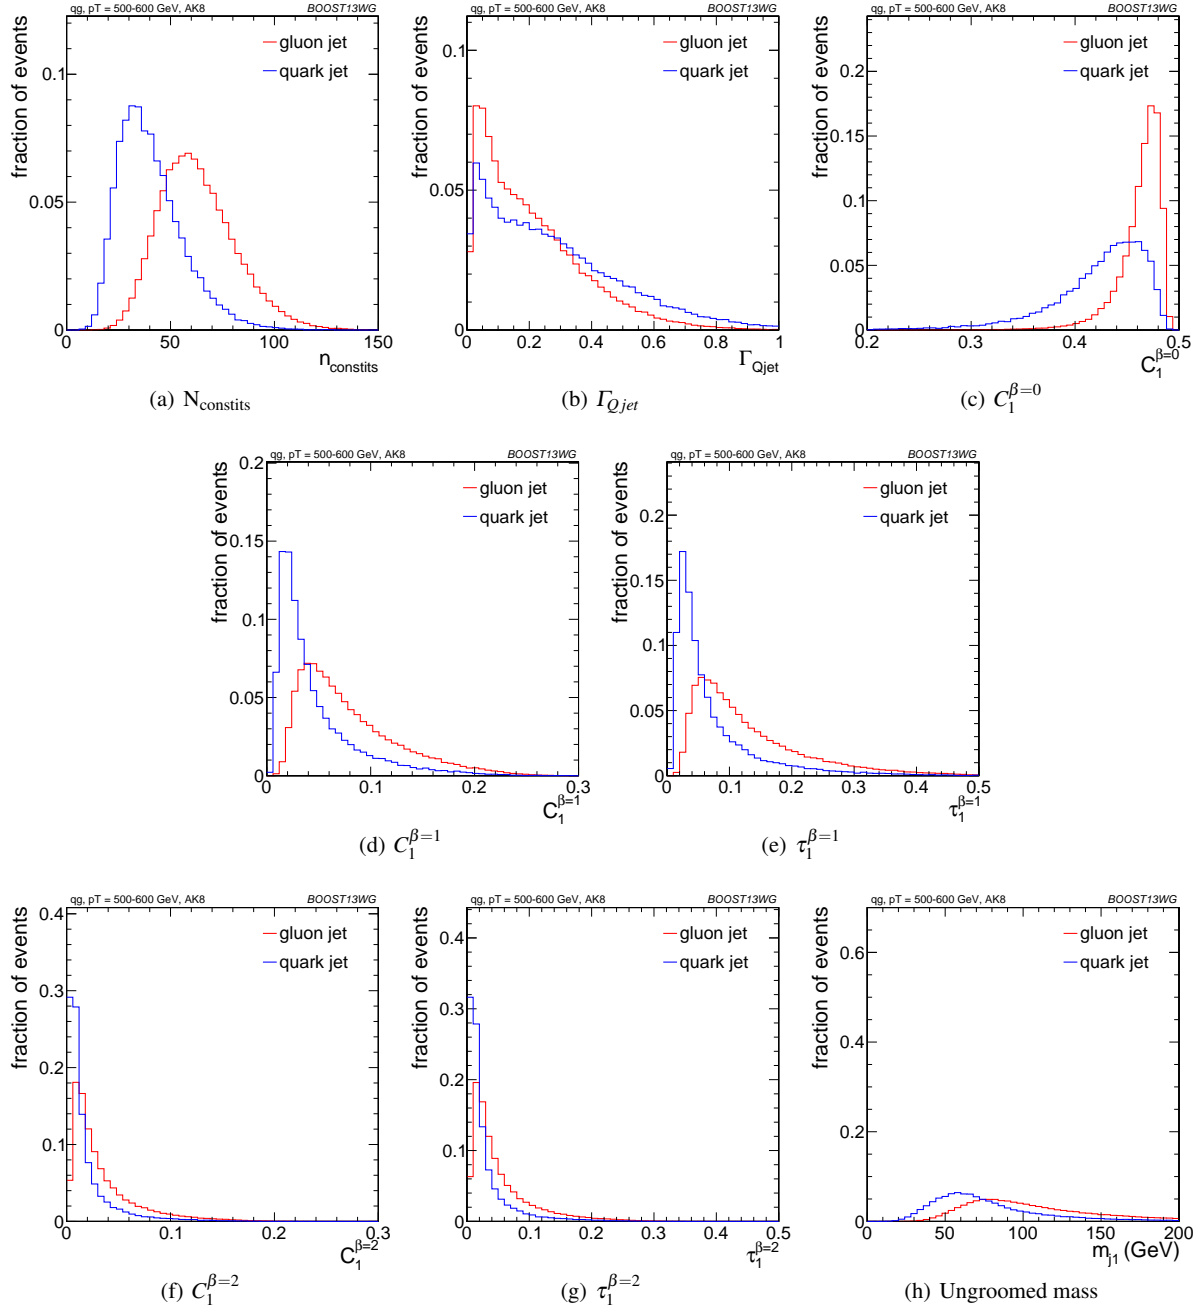 qg, pT = 500-600 GeV, AK8 BOOST13WG
fraction of events
gluon jet
quark jet
0.1
0.05
0
0 50 100 150
n_constits
(a) N_constits
qg, pT = 500-600 GeV, AK8 BOOST13WG
fraction of events
gluon jet
quark jet
0.1
0.05
0
0 0.2 0.4 0.6 0.8 1
Γ_Qjet
(b) Γ_Qjet
qg, pT = 500-600 GeV, AK8 BOOST13WG
fraction of events
gluon jet
quark jet
0.2
0.15
0.1
0.05
0
0.2 0.3 0.4 0.5
C_1^β=0
(c) C_1^β=0
qg, pT = 500-600 GeV, AK8 BOOST13WG
fraction of events
gluon jet
quark jet
0.2
0.15
0.1
0.05
0
0 0.1 0.2 0.3
C_1^β=1
(d) C_1^β=1
qg, pT = 500-600 GeV, AK8 BOOST13WG
fraction of events
gluon jet
quark jet
0.2
0.15
0.1
0.05
0
0 0.1 0.2 0.3 0.4 0.5
τ_1^β=1
(e) τ_1^β=1
qg, pT = 500-600 GeV, AK8 BOOST13WG
fraction of events
gluon jet
quark jet
0.4
0.3
0.2
0.1
0
0 0.1 0.2 0.3
C_1^β=2
(f) C_1^β=2
qg, pT = 500-600 GeV, AK8 BOOST13WG
fraction of events
gluon jet
quark jet
0.4
0.3
0.2
0.1
0
0 0.1 0.2 0.3 0.4 0.5
τ_1^β=2
(g) τ_1^β=2
qg, pT = 500-600 GeV, AK8 BOOST13WG
fraction of events
gluon jet
quark jet
0.6
0.4
0.2
0
0 50 100 150 200
m_j1 (GeV)
(h) Ungroomed mass